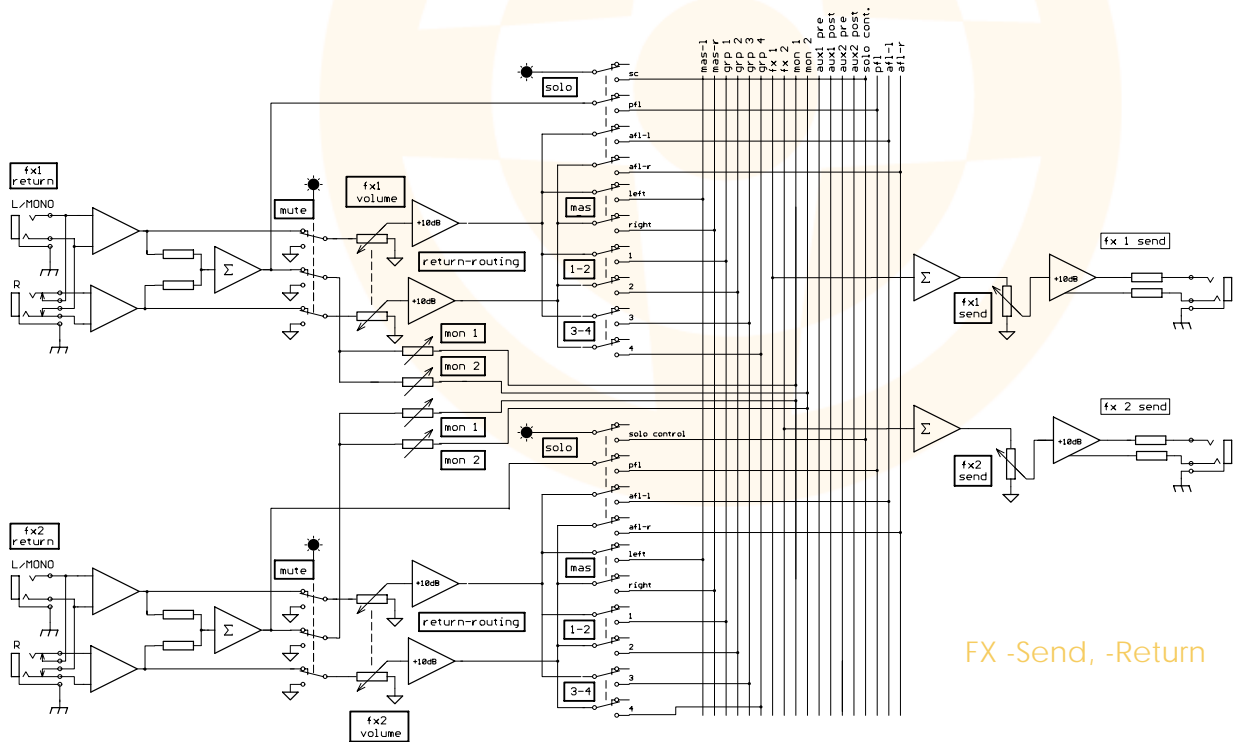 mas-l
mas-r
grp 1
grp 2
grp 3
grp 4
fx 1
fx 2
mon 1
mon 2
aux1 pre
aux1 post
aux2 pre
aux2 post
solo cont.
pfl
afl-l
afl-r
solo
sc
pfl
afl-l
afl-r
fx1
return
L/MONO
R
mute
fx1
volume
+10dB
+10dB
return-routing
Σ
mas
left
right
1-2
1
2
3-4
3
4
mon 1
mon 2
mon 1
mon 2
Σ
fx1
send
+10dB
fx 1 send
Σ
fx2
send
+10dB
fx 2 send
solo
solo control
pfl
afl-l
afl-r
fx2
return
L/MONO
R
mute
Σ
+10dB
+10dB
return-routing
fx2
volume
mas
left
right
1-2
1
2
3-4
3
4
FX -Send, -Return